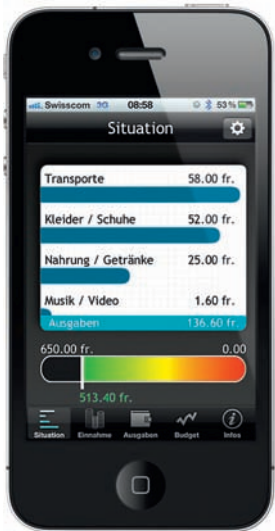 Swisscom 3G 08:58 53%
Situation
Transporte 58.00 fr.
Kleider / Schuhe 52.00 fr.
Nahrung / Getränke 25.00 fr.
Musik / Video 1.60 fr.
Ausgaben 136.60 fr.
650.00 fr. 0.00
513.40 fr.
Situation Einnahme Ausgaben Budget Infos